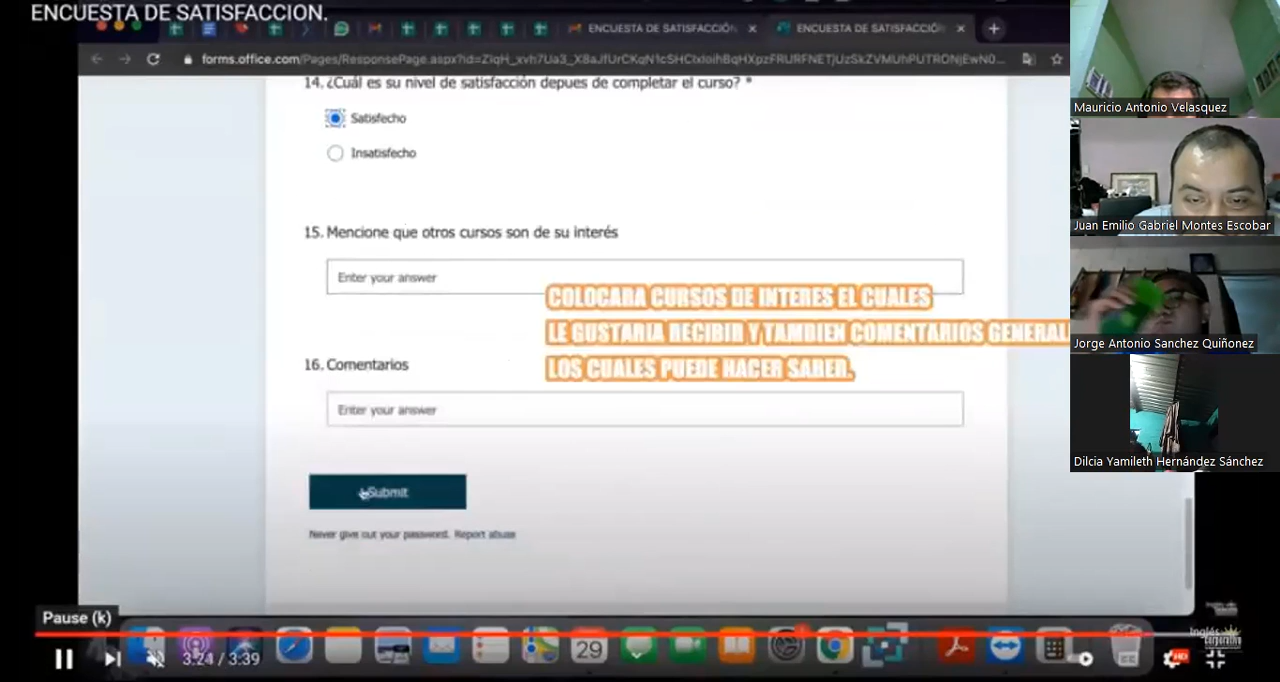 ENCUESTA DE SATISFACCION.
ENCUESTA DE SATISFACCIÓN
ENCUESTA DE SATISFACCIÓN
14. ¿Cuál es su nivel de satisfacción depues de completar el curso? *
Satisfecho
Insatisfecho
15. Mencione que otros cursos son de su interés
Enter your answer
COLOCARA CURSOS DE INTERES EL CUALES
LE GUSTARIA RECIBIR Y TAMBIEN COMENTARIOS GENERAL
LOS CUALES PUEDE HACER SABER.
16. Comentarios
Enter your answer
Submit
Never give out your password. Report abuse
Pause (k)
3:24 / 3:39
29
HD
Inglés
corporativo
Mauricio Antonio Velasquez
Juan Emilio Gabriel Montes Escobar
Jorge Antonio Sanchez Quiñonez
Dilcia Yamileth Hernández Sánchez